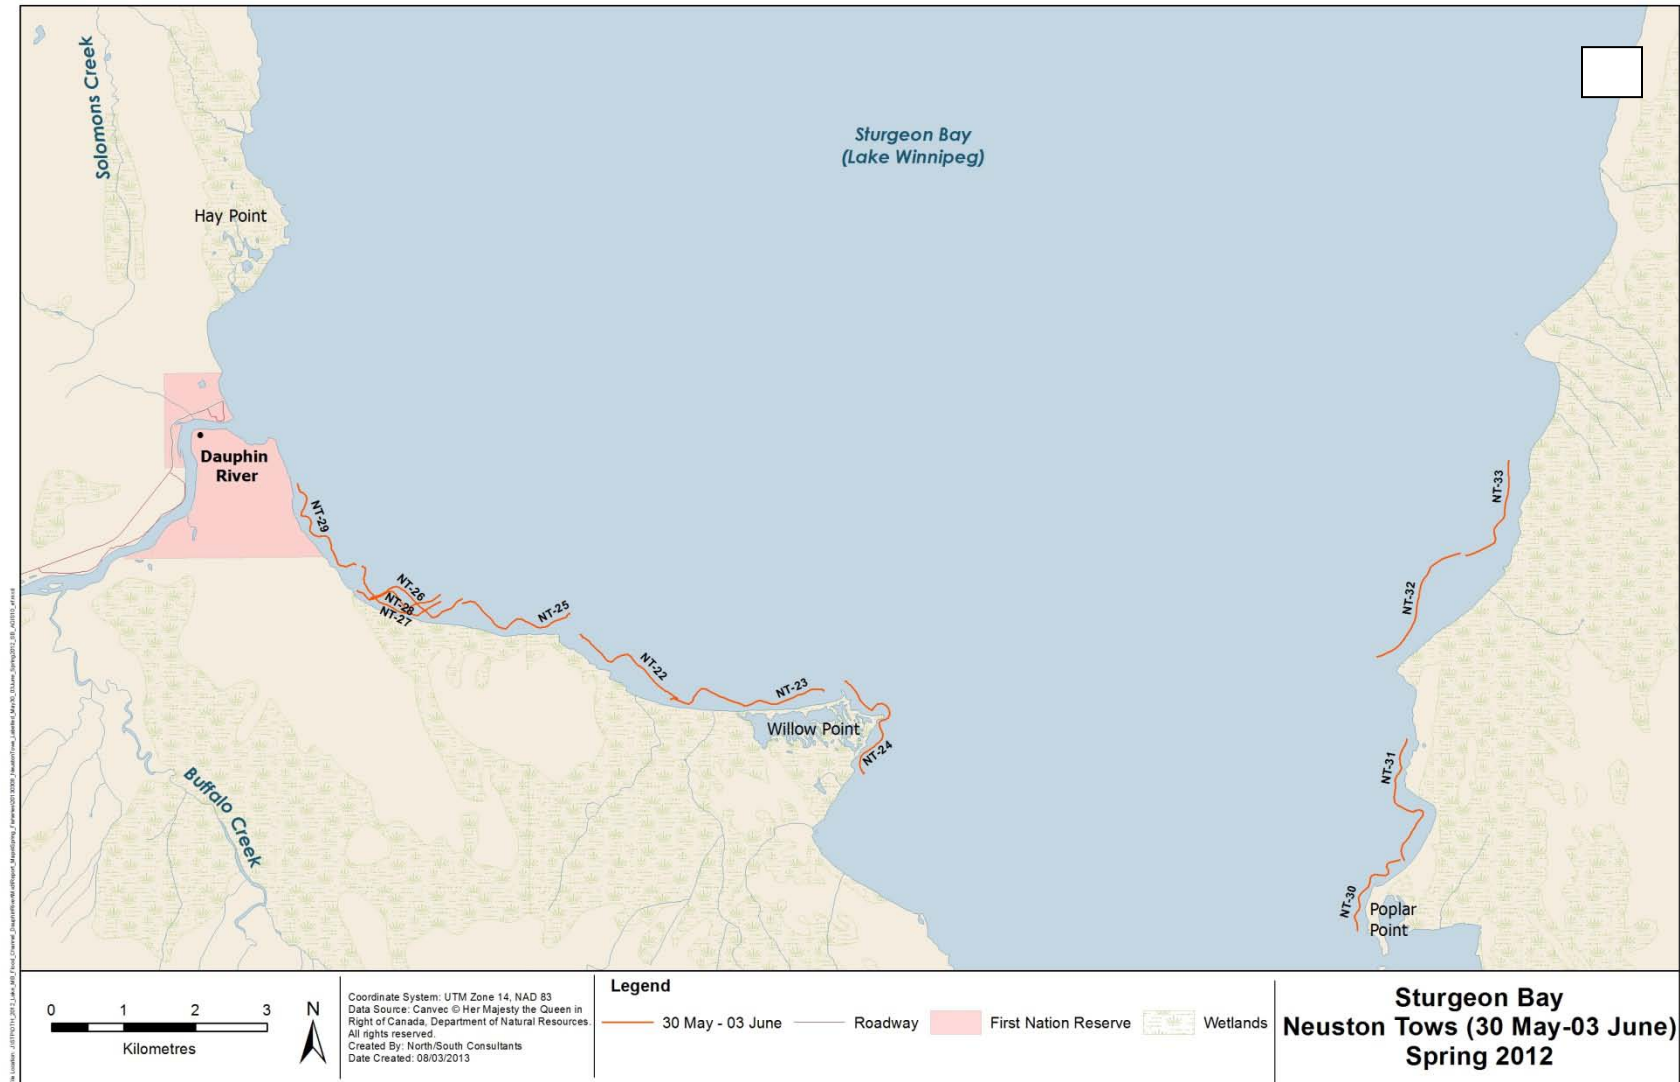 Solomons Creek
Sturgeon Bay
(Lake Winnipeg)
Hay Point
Dauphin
River
NT-29
NT-26
NT-28
NT-27
NT-25
NT-22
NT-23
Willow Point
NT-24
NT-33
NT-32
NT-31
NT-30
Poplar
Point
Buffalo Creek
0 1 2 3
Kilometres
N
Coordinate System: UTM Zone 14, NAD 83
Data Source: Canvec © Her Majesty the Queen in
Right of Canada, Department of Natural Resources.
All rights reserved.
Created By: North/South Consultants
Date Created: 08/03/2013
Legend
30 May - 03 June
Roadway
First Nation Reserve
Wetlands
Sturgeon Bay
Neuston Tows (30 May-03 June)
Spring 2012